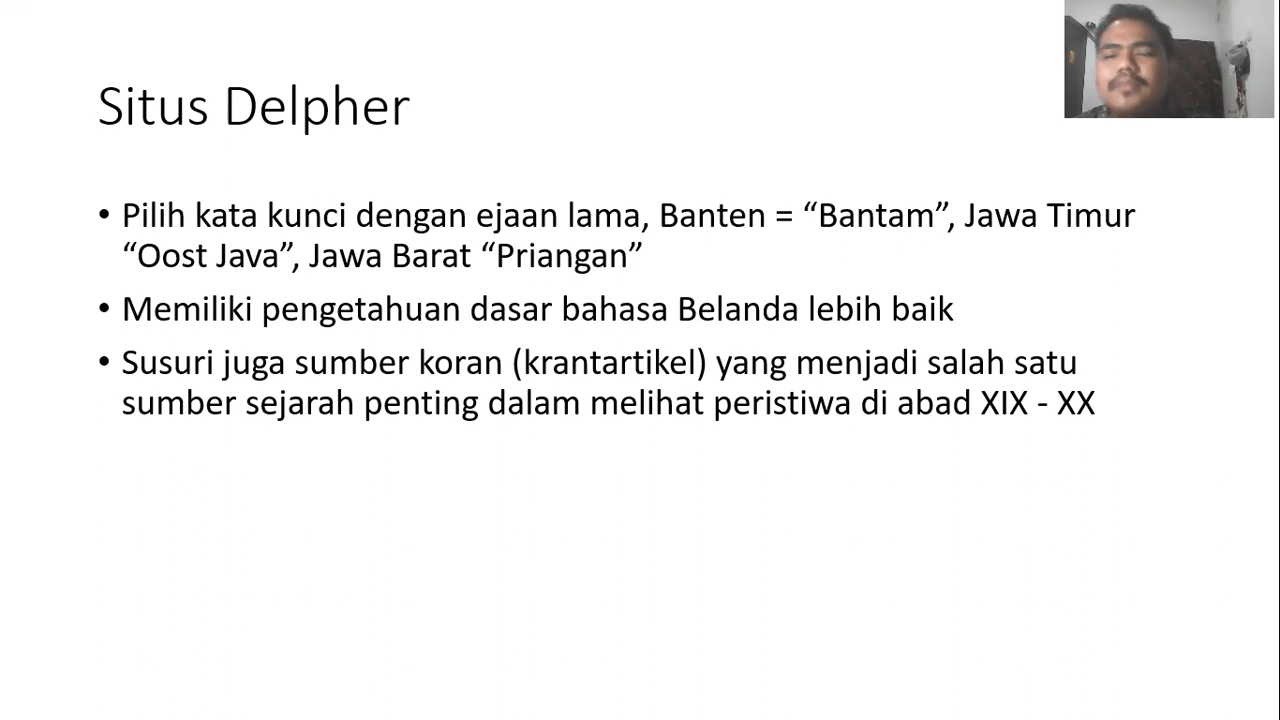 Situs Delpher
• Pilih kata kunci dengan ejaan lama, Banten = “Bantam”, Jawa Timur
“Oost Java”, Jawa Barat “Priangan”
• Memiliki pengetahuan dasar bahasa Belanda lebih baik
• Susuri juga sumber koran (krantartikel) yang menjadi salah satu
sumber sejarah penting dalam melihat peristiwa di abad XIX - XX